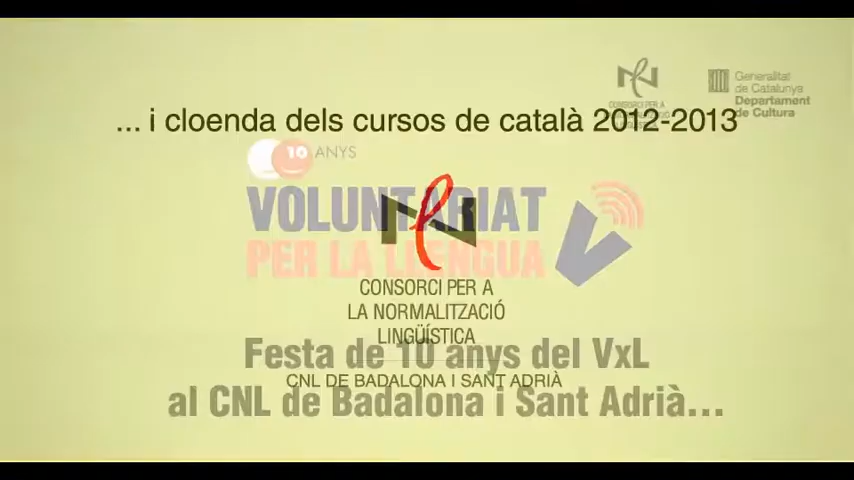 ... i cloenda dels cursos de català 2012-2013
Generalitat
de Catalunya
Departament
de Cultura
CONSORCI PER A
10 ANYS
VOLUNTARIAT
PER LA LLENGUA
CONSORCI PER A
LA NORMALITZACIÓ
LINGÜÍSTICA
Festa de 10 anys del VxL
CNL DE BADALONA I SANT ADRIÀ
al CNL de Badalona i Sant Adrià...